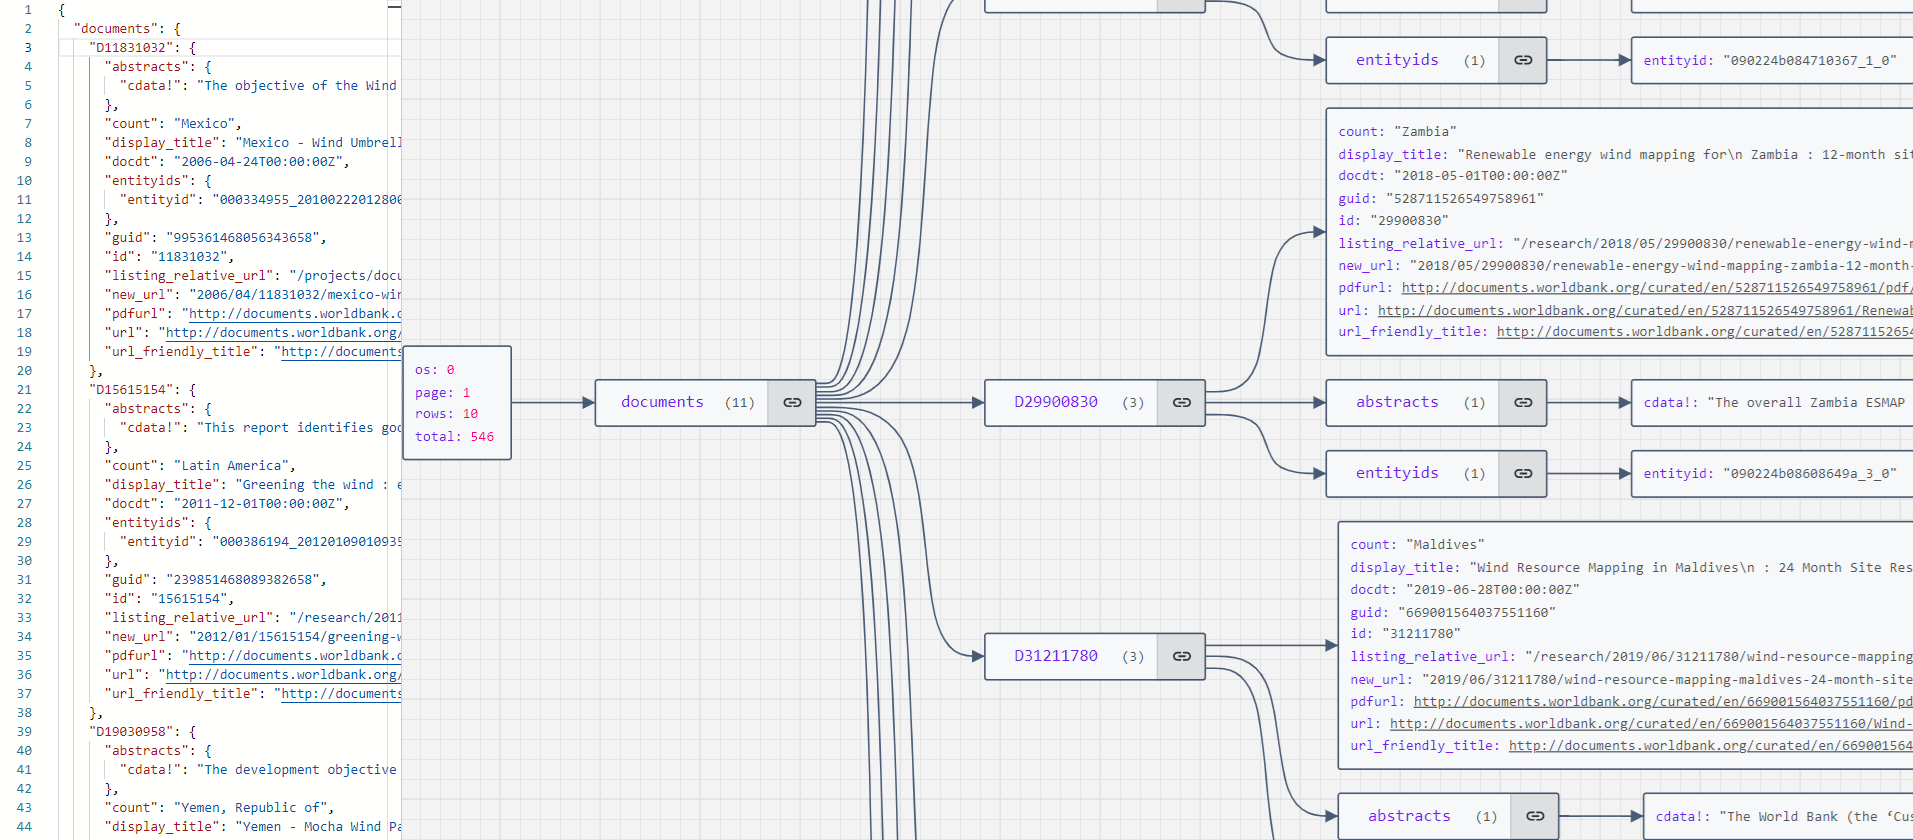 1 {
2 "documents": {
3 "D11831032": {
4 "abstracts": {
5 "cdata!": "The objective of the Wind
6 },
7 "count": "Mexico",
8 "display_title": "Mexico - Wind Umbrell
9 "docdt": "2006-04-24T00:00:00Z",
10 "entityids": {
11 "entityid": "000334955_2010022201280
12 },
13 "guid": "995361468056343658",
14 "id": "11831032",
15 "listing_relative_url": "/projects/docu
16 "new_url": "2006/04/11831032/mexico-win
17 "pdfurl": "http://documents.worldbank.o
18 "url": "http://documents.worldbank.org/
19 "url_friendly_title": "http://documents
20 },
21 "D15615154": {
22 "abstracts": {
23 "cdata!": "This report identifies goo
24 },
25 "count": "Latin America",
26 "display_title": "Greening the wind : e
27 "docdt": "2011-12-01T00:00:00Z",
28 "entityids": {
29 "entityid": "000386194_20120109010935
30 },
31 "guid": "239851468089382658",
32 "id": "15615154",
33 "listing_relative_url": "/research/2011
34 "new_url": "2012/01/15615154/greening-w
35 "pdfurl": "http://documents.worldbank.o
36 "url": "http://documents.worldbank.org/
37 "url_friendly_title": "http://documents
38 },
39 "D19030958": {
40 "abstracts": {
41 "cdata!": "The development objective
42 },
43 "count": "Yemen, Republic of",
44 "display_title": "Yemen - Mocha Wind Pa
os: 0
page: 1
rows: 10
total: 546
documents (11)
entityids (1)
entityid: "090224b084710367_1_0"
D29900830 (3)
count: "Zambia"
display_title: "Renewable energy wind mapping for\n Zambia : 12-month sit
docdt: "2018-05-01T00:00:00Z"
guid: "528711526549758961"
id: "29900830"
listing_relative_url: "/research/2018/05/29900830/renewable-energy-wind-m
new_url: "2018/05/29900830/renewable-energy-wind-mapping-zambia-12-month-
pdfurl: http://documents.worldbank.org/curated/en/528711526549758961/pdf/
url: http://documents.worldbank.org/curated/en/528711526549758961/Renewab
url_friendly_title: http://documents.worldbank.org/curated/en/52871152654
abstracts (1)
cdata!: "The overall Zambia ESMAP
entityids (1)
entityid: "090224b08608649a_3_0"
D31211780 (3)
count: "Maldives"
display_title: "Wind Resource Mapping in Maldives\n : 24 Month Site Res
docdt: "2019-06-28T00:00:00Z"
guid: "669001564037551160"
id: "31211780"
listing_relative_url: "/research/2019/06/31211780/wind-resource-mapping
new_url: "2019/06/31211780/wind-resource-mapping-maldives-24-month-site
pdfurl: http://documents.worldbank.org/curated/en/669001564037551160/pd
url: http://documents.worldbank.org/curated/en/669001564037551160/Wind-
url_friendly_title: http://documents.worldbank.org/curated/en/669001564
abstracts (1)
cdata!: "The World Bank (the ‘Cus